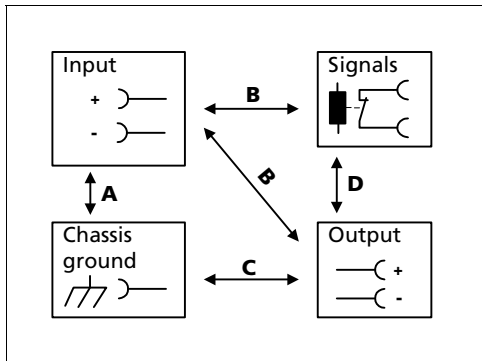 Input
+
-
Signals
B
B
A
D
Chassis
ground
C
Output
+
-